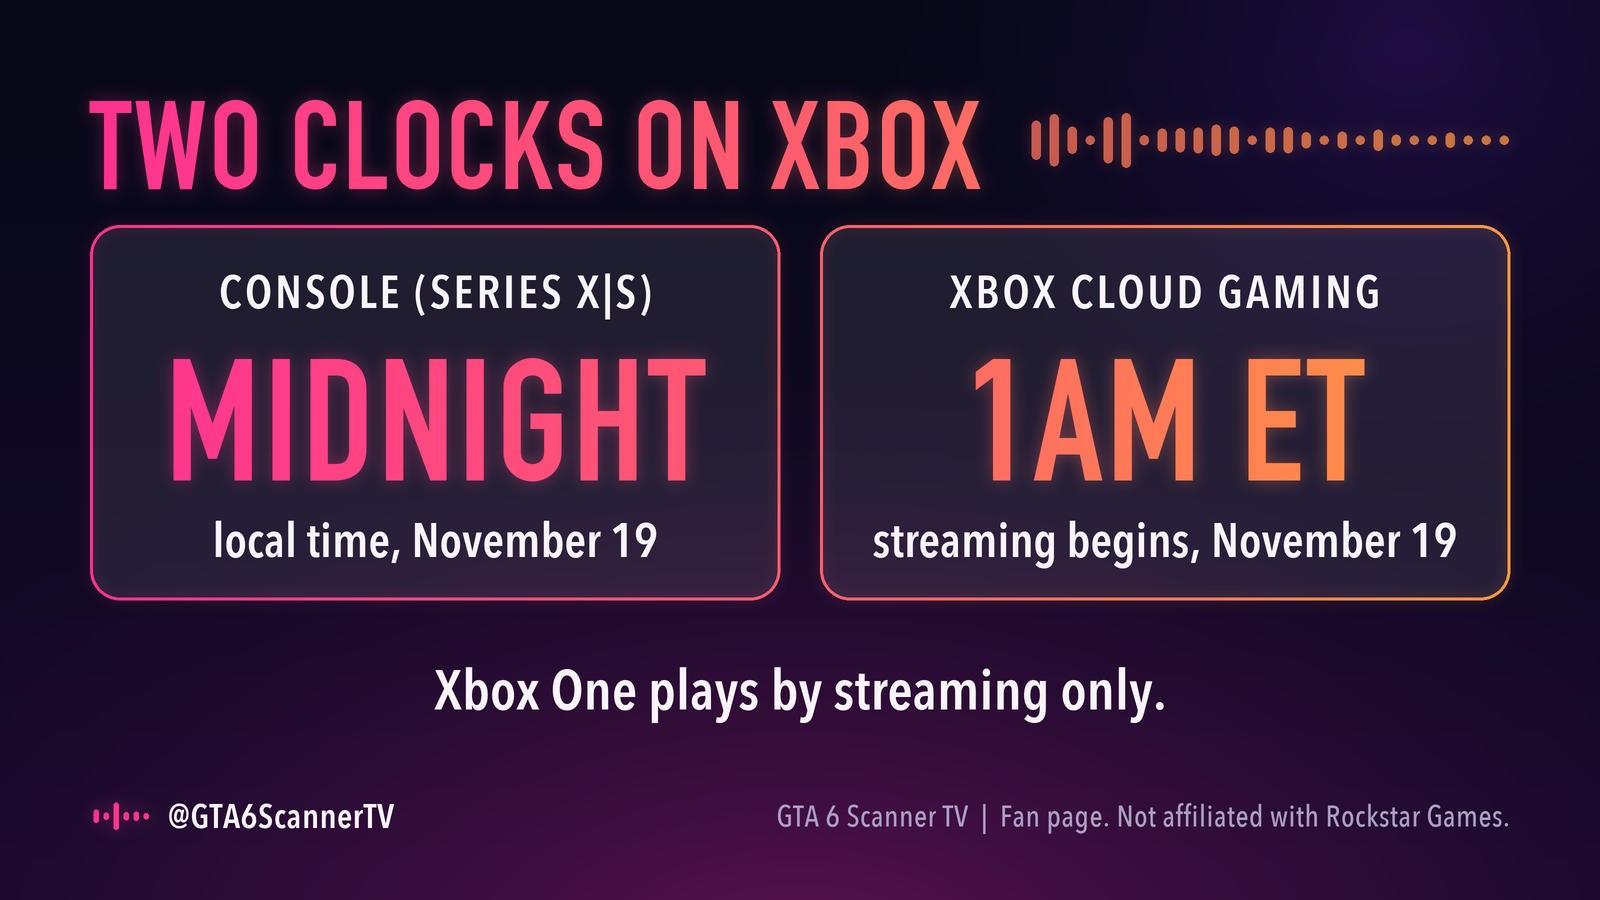 TWO CLOCKS ON XBOX
CONSOLE (SERIES X|S)
MIDNIGHT
local time, November 19
XBOX CLOUD GAMING
1AM ET
streaming begins, November 19
Xbox One plays by streaming only.
@GTA6ScannerTV
GTA 6 Scanner TV | Fan page. Not affiliated with Rockstar Games.